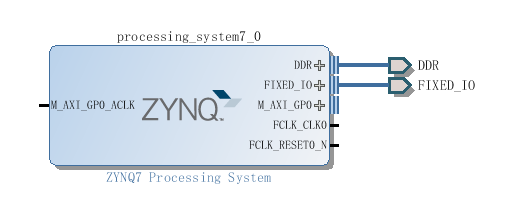 processing_system7_0
DDR
FIXED_IO
M_AXI_GP0
FCLK_CLK0
FCLK_RESET0_N
M_AXI_GP0_ACLK
ZYNQ
DDR
FIXED_IO
ZYNQ7 Processing System